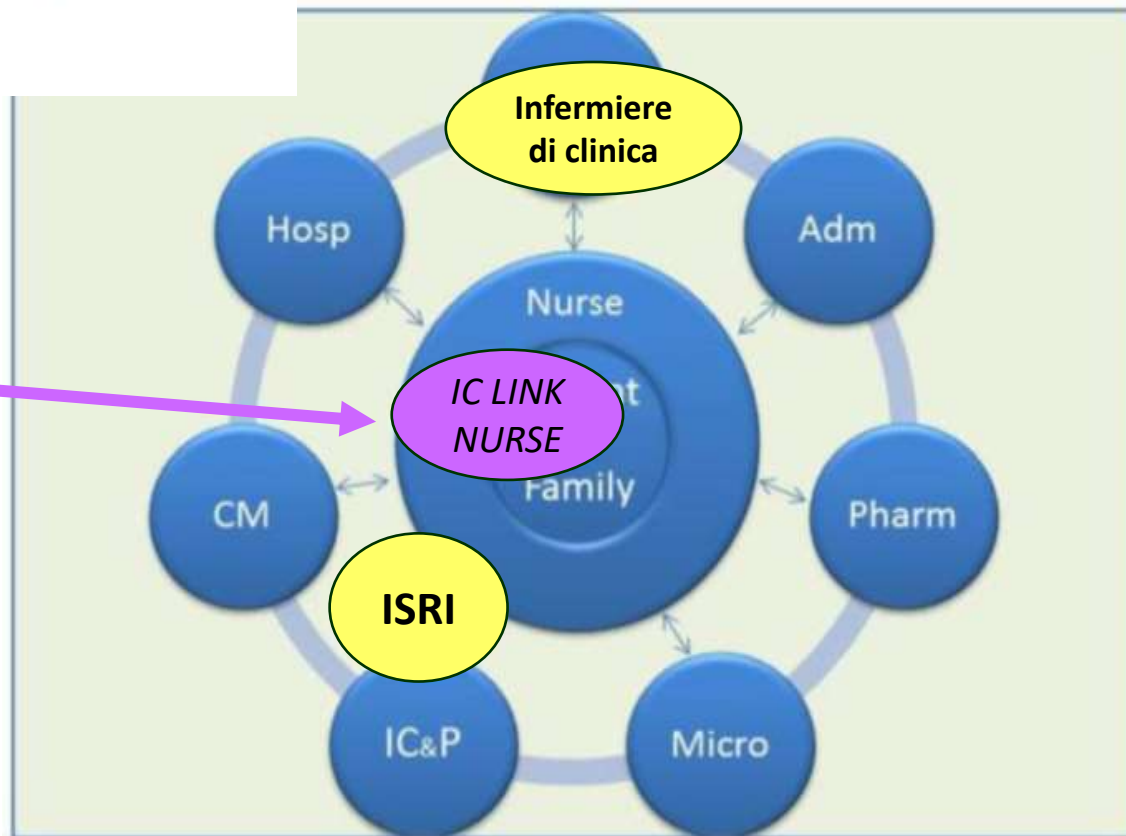 Infermiere
di clinica
Hosp
Adm
Nurse
IC LINK
NURSE
Family
CM
Pharm
ISRI
IC&P
Micro